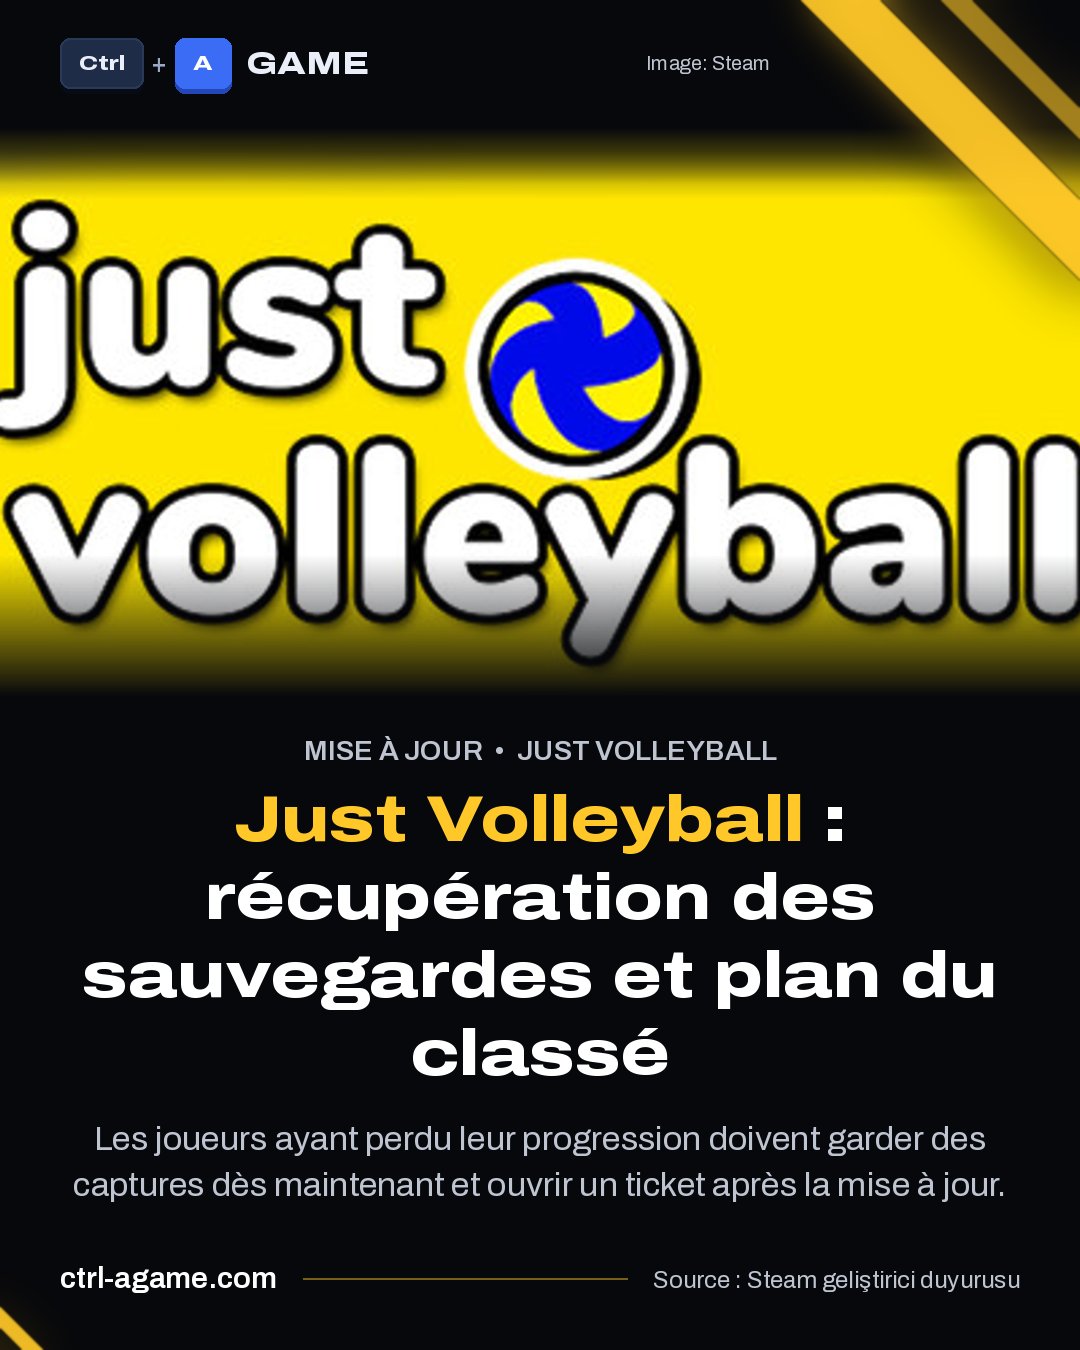 Ctrl + A GAME
Image: Steam
just
volleyball
MISE À JOUR • JUST VOLLEYBALL
Just Volleyball :
récupération des
sauvegardes et plan du
classé
Les joueurs ayant perdu leur progression doivent garder des
captures dès maintenant et ouvrir un ticket après la mise à jour.
ctrl-agame.com
Source : Steam geliştirici duyurusu